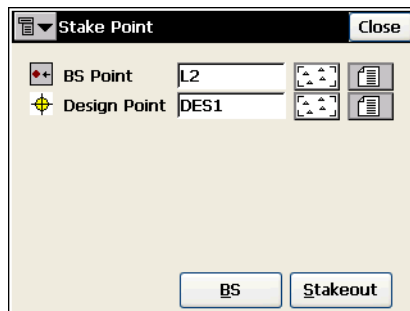 Stake Point
Close
BS Point L2
Design Point DES1
BS Stakeout